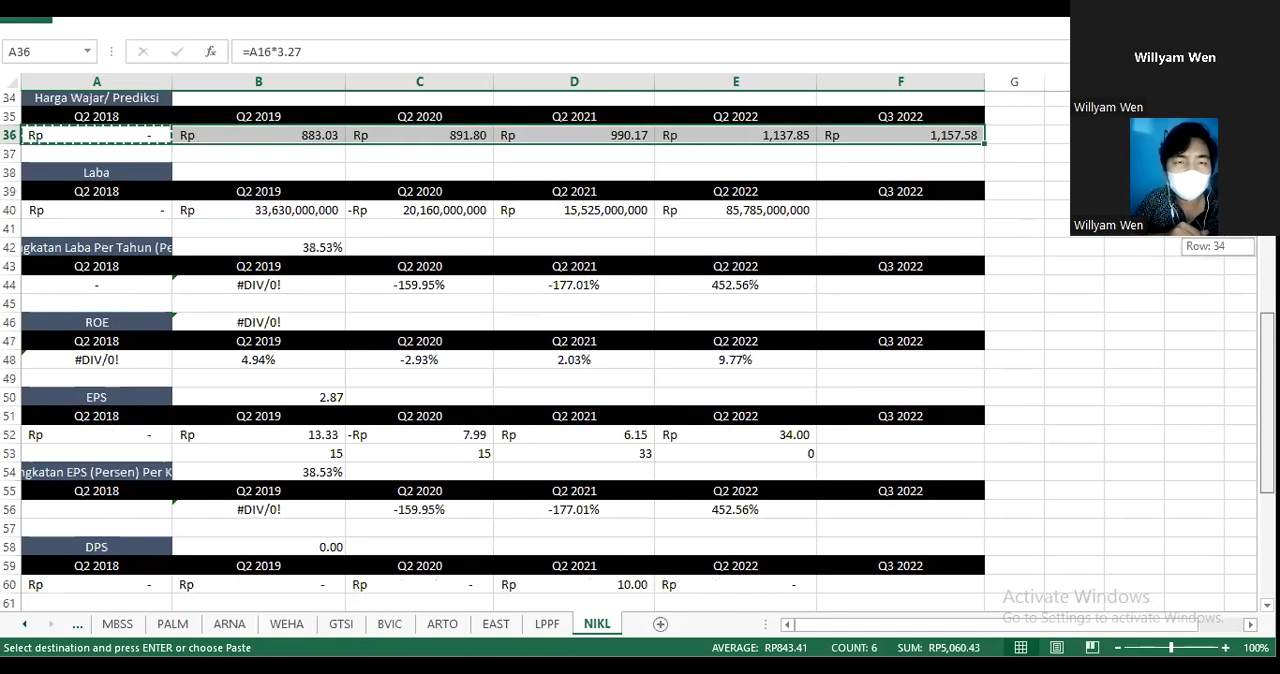 A36 =A16*3.27
Willyam Wen
Willyam Wen
Willyam Wen
Row: 34
A B C D E F G
34 Harga Wajar/ Prediksi
35 Q2 2018 Q2 2019 Q2 2020 Q2 2021 Q2 2022 Q3 2022
36 Rp - Rp 883.03 Rp 891.80 Rp 990.17 Rp 1,137.85 Rp 1,157.58
37
38 Laba
39 Q2 2018 Q2 2019 Q2 2020 Q2 2021 Q2 2022 Q3 2022
40 Rp - Rp 33,630,000,000 -Rp 20,160,000,000 Rp 15,525,000,000 Rp 85,785,000,000
41
42 ngkatan Laba Per Tahun (Pe 38.53%
43 Q2 2018 Q2 2019 Q2 2020 Q2 2021 Q2 2022 Q3 2022
44 - #DIV/0! -159.95% -177.01% 452.56%
45
46 ROE #DIV/0!
47 Q2 2018 Q2 2019 Q2 2020 Q2 2021 Q2 2022 Q3 2022
48 #DIV/0! 4.94% -2.93% 2.03% 9.77%
49
50 EPS 2.87
51 Q2 2018 Q2 2019 Q2 2020 Q2 2021 Q2 2022 Q3 2022
52 Rp - Rp 13.33 -Rp 7.99 Rp 6.15 Rp 34.00
53 15 15 33 0
54 ngkatan EPS (Persen) Per K 38.53%
55 Q2 2018 Q2 2019 Q2 2020 Q2 2021 Q2 2022 Q3 2022
56 #DIV/0! -159.95% -177.01% 452.56%
57
58 DPS 0.00
59 Q2 2018 Q2 2019 Q2 2020 Q2 2021 Q2 2022 Q3 2022
60 Rp - Rp - Rp - Rp 10.00 Rp -
61
Activate Windows
Go to Settings to activate Windows.
... MBSS PALM ARNA WEHA GTSI BVIC ARTO EAST LPPF NIKL
Select destination and press ENTER or choose Paste AVERAGE: RP843.41 COUNT: 6 SUM: RP5,060.43 100%